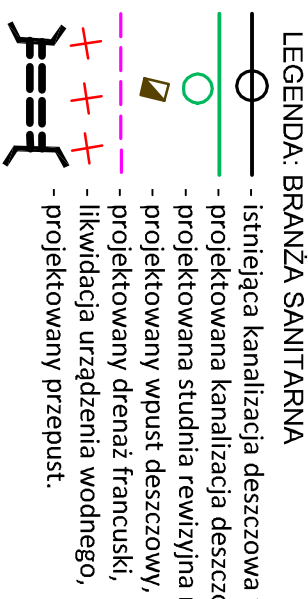 LEGENDA: BRANŻA SANITARNA
- istniejąca kanalizacja deszczowa
- projektowana kanalizacja deszczo
- projektowana studnia rewizyjna
- projektowany wpust deszczowy,
- projektowany drenaż francuski,
- likwidacja urządzenia wodnego,
- projektowany przepust.